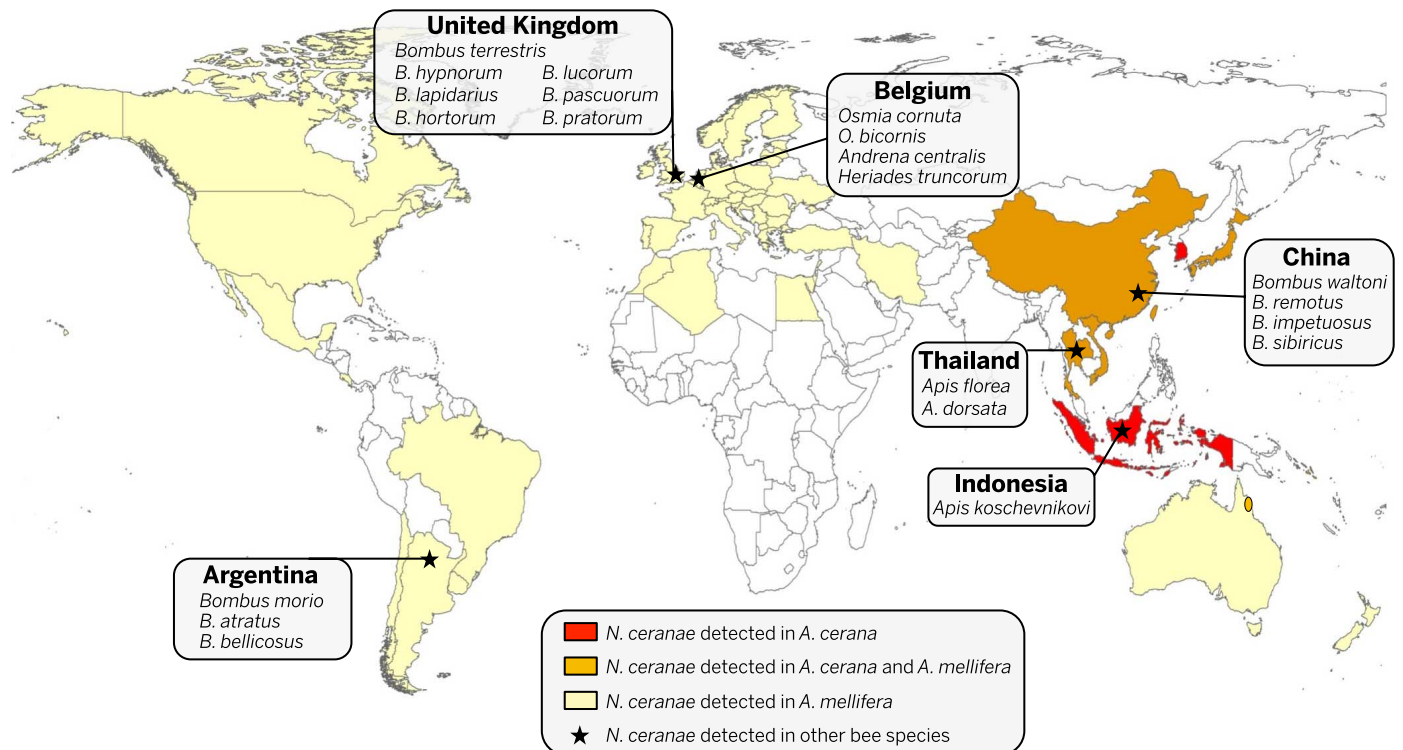 United Kingdom
Bombus terrestris
B. hypnorum B. lucorum
B. lapidarius B. pascuorum
B. hortorum B. pratorum
Belgium
Osmia cornuta
O. bicornis
Andrena centralis
Heriades truncorum
China
Bombus waltoni
B. remotus
B. impetuosus
B. sibiricus
Thailand
Apis florea
A. dorsata
Indonesia
Apis koschevnikovi
Argentina
Bombus morio
B. atratus
B. bellicosus
N. ceranae detected in A. cerana
N. ceranae detected in A. cerana and A. mellifera
N. ceranae detected in A. mellifera
N. ceranae detected in other bee species